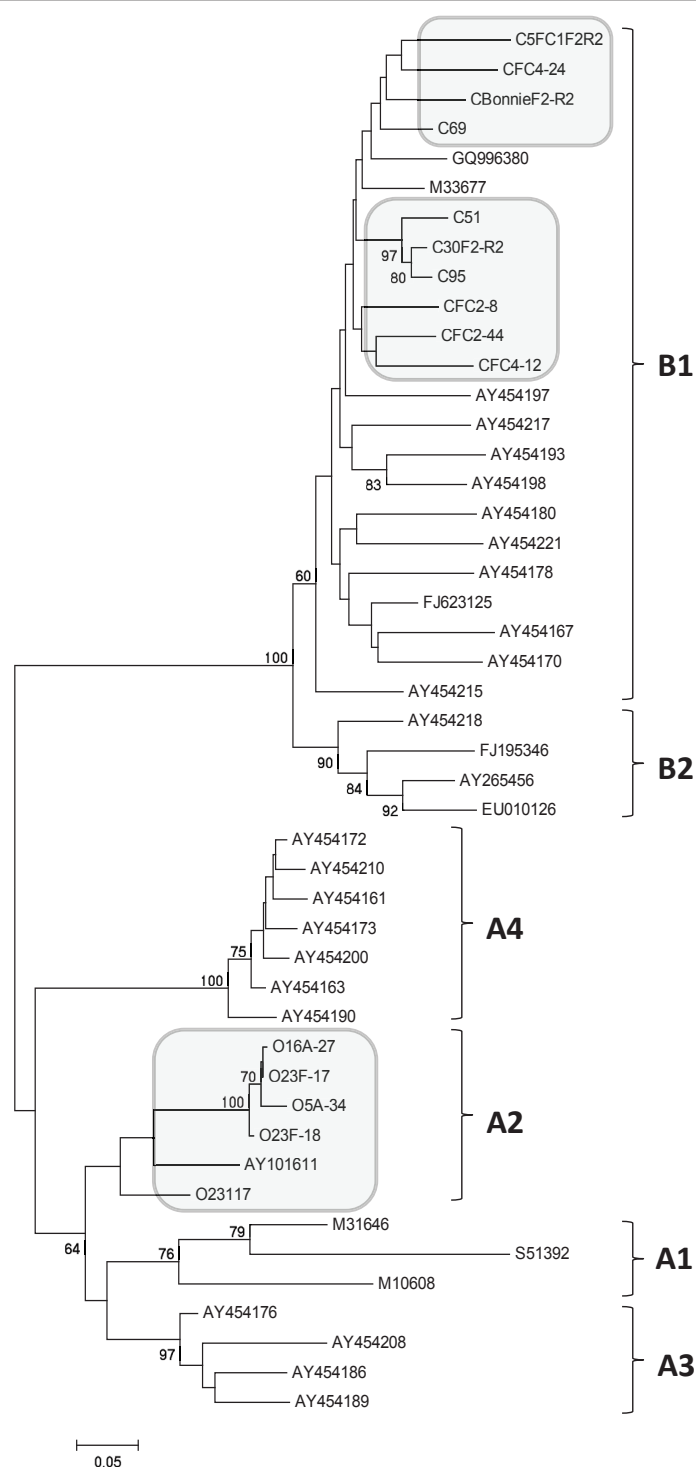 C5FC1F2R2
CFC4-24
CBonnieF2-R2
C69
GQ996380
M33677
C51
C30F2-R2
97
C95
80
CFC2-8
CFC2-44
CFC4-12
B1
AY454197
AY454217
AY454193
AY454198
83
AY454180
AY454221
AY454178
60
FJ623125
AY454167
100
AY454170
AY454215
AY454218
FJ195346
90
B2
AY265456
84
EU010126
92
AY454172
AY454210
AY454161
AY454173
A4
75
AY454200
100
AY454163
AY454190
O16A-27
70
O23F-17
100
O5A-34
A2
O23F-18
AY101611
O23117
M31646
79
64
76
S51392
A1
M10608
AY454176
AY454208
97
AY454186
A3
AY454189
0.05